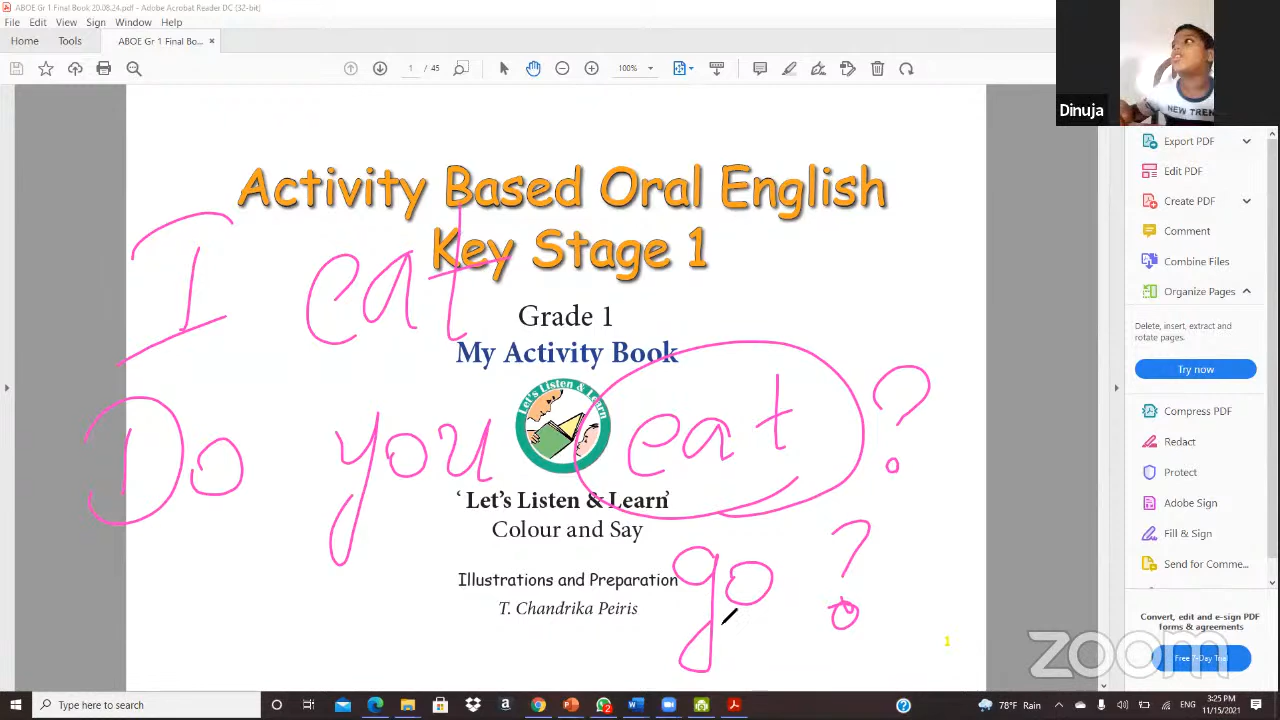 ABOE Gr 1 Final Book 20.08.24.pdf - Adobe Acrobat Reader DC (32-bit)
File Edit View Sign Window Help
Home Tools ABOE Gr 1 Final Bo... ×
1 / 45 100%
Dinuja
NEW TREN
Activity Based Oral English
Key Stage 1
I eat
Grade 1
My Activity Book
Let's Listen & Learn
Do you eat ?
‘ Let’s Listen & Learn’
Colour and Say
go ?
Illustrations and Preparation
T. Chandrika Peiris
1
Export PDF
Edit PDF
Create PDF
Comment
Combine Files
Organize Pages
Delete, insert, extract and
rotate pages.
Try now
Compress PDF
Redact
Protect
Adobe Sign
Fill & Sign
Send for Comme...
Convert, edit and e-sign PDF
forms & agreements
Free 7-Day Trial
zoom
Type here to search
78°F Rain
3:25 PM
11/15/2021